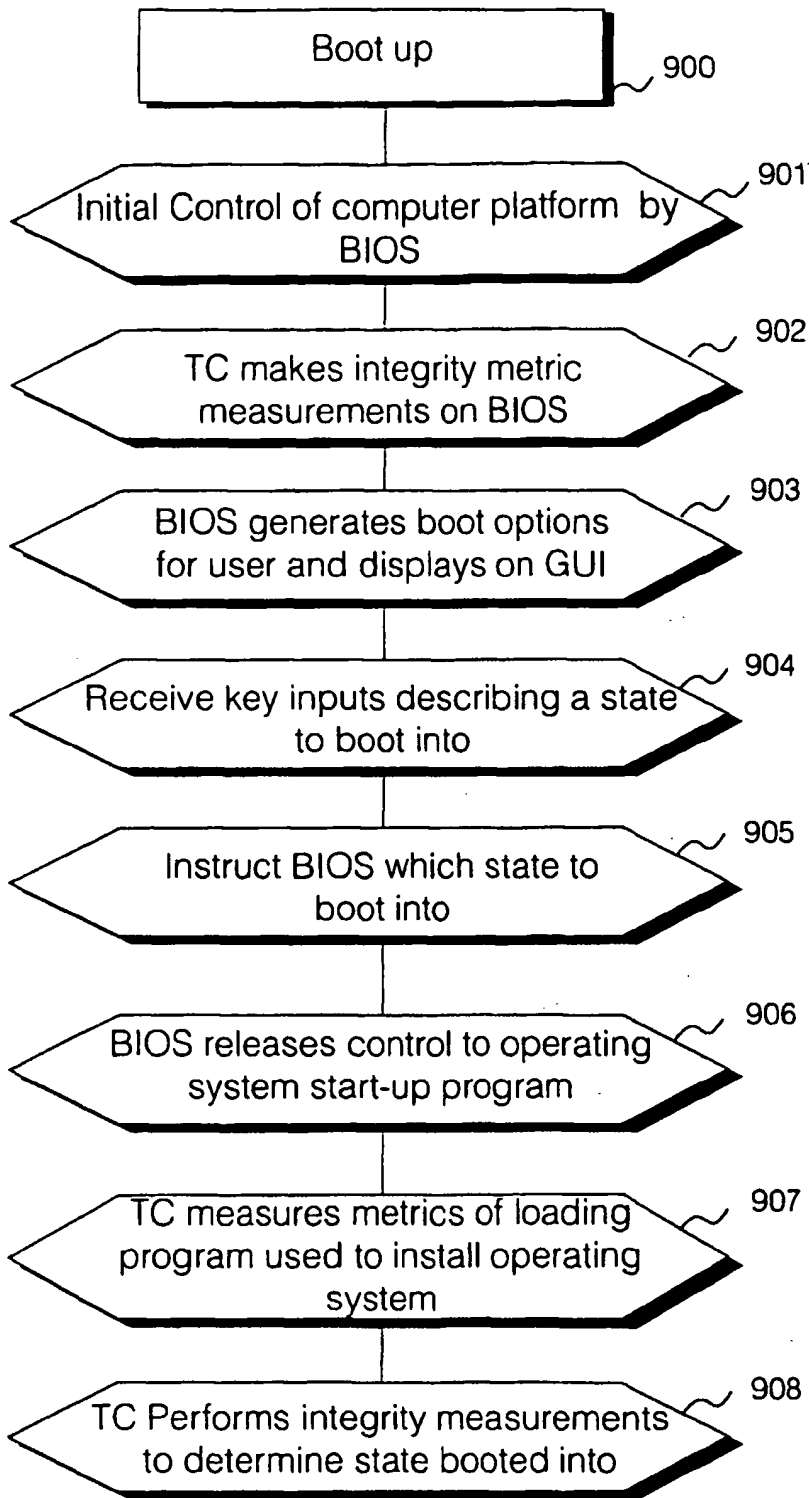 Boot up
900
Initial Control of computer platform by
BIOS
901
TC makes integrity metric
measurements on BIOS
902
BIOS generates boot options
for user and displays on GUI
903
Receive key inputs describing a state
to boot into
904
Instruct BIOS which state to
boot into
905
BIOS releases control to operating
system start-up program
906
TC measures metrics of loading
program used to install operating
system
907
TC Performs integrity measurements
to determine state booted into
908